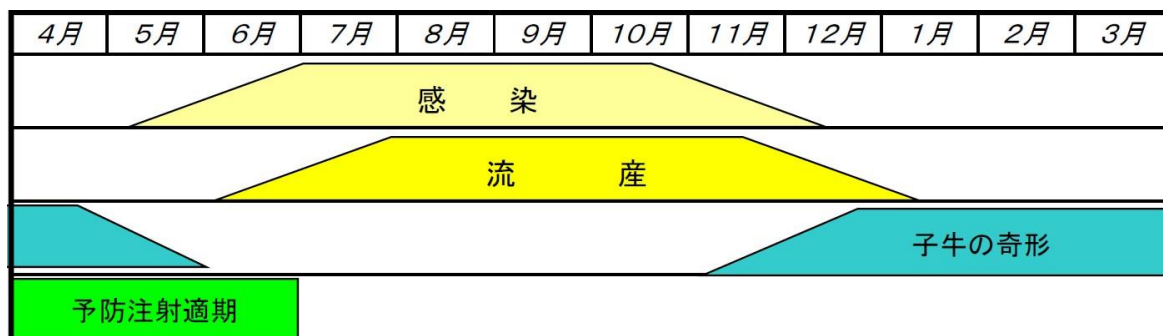 4月 5月 6月 7月 8月 9月 10月 11月 12月 1月 2月 3月
感 染
流 産
子牛の奇形
予防注射適期